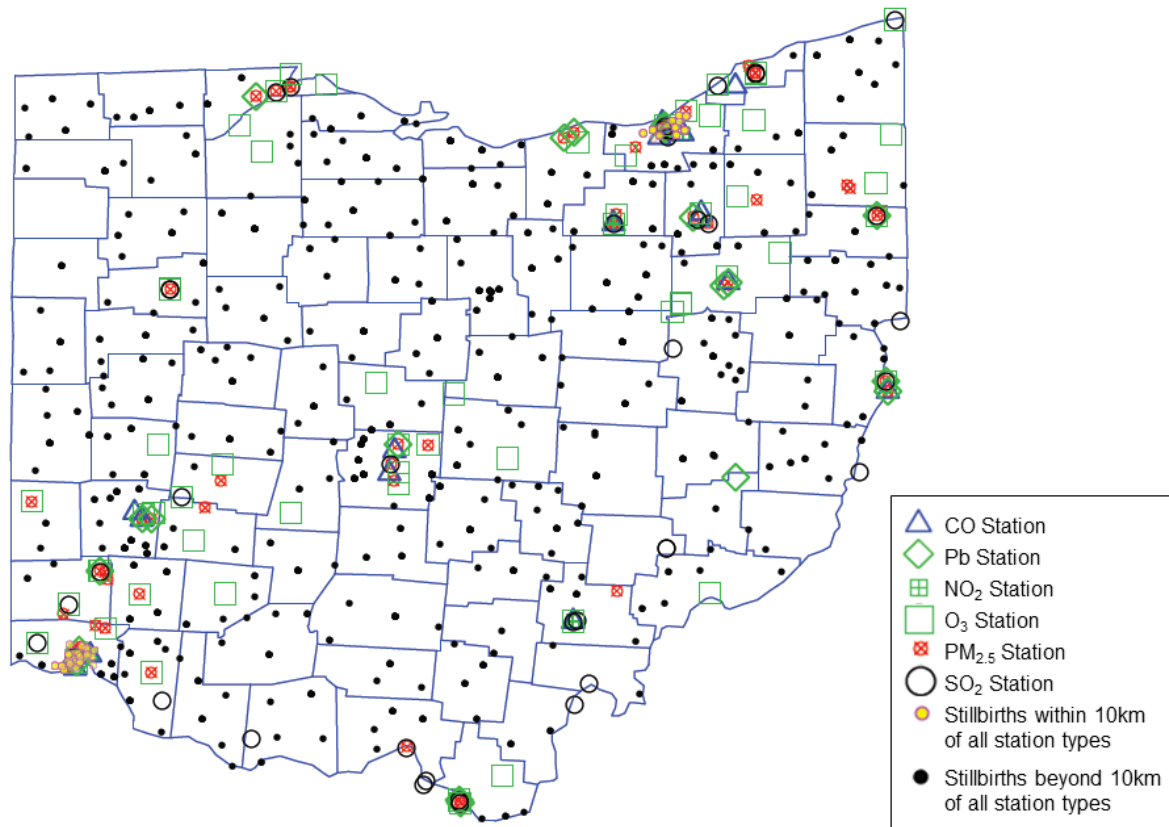 CO Station
Pb Station
NO₂ Station
O₃ Station
PM₂.₅ Station
SO₂ Station
Stillbirths within 10km
of all station types
Stillbirths beyond 10km
of all station types